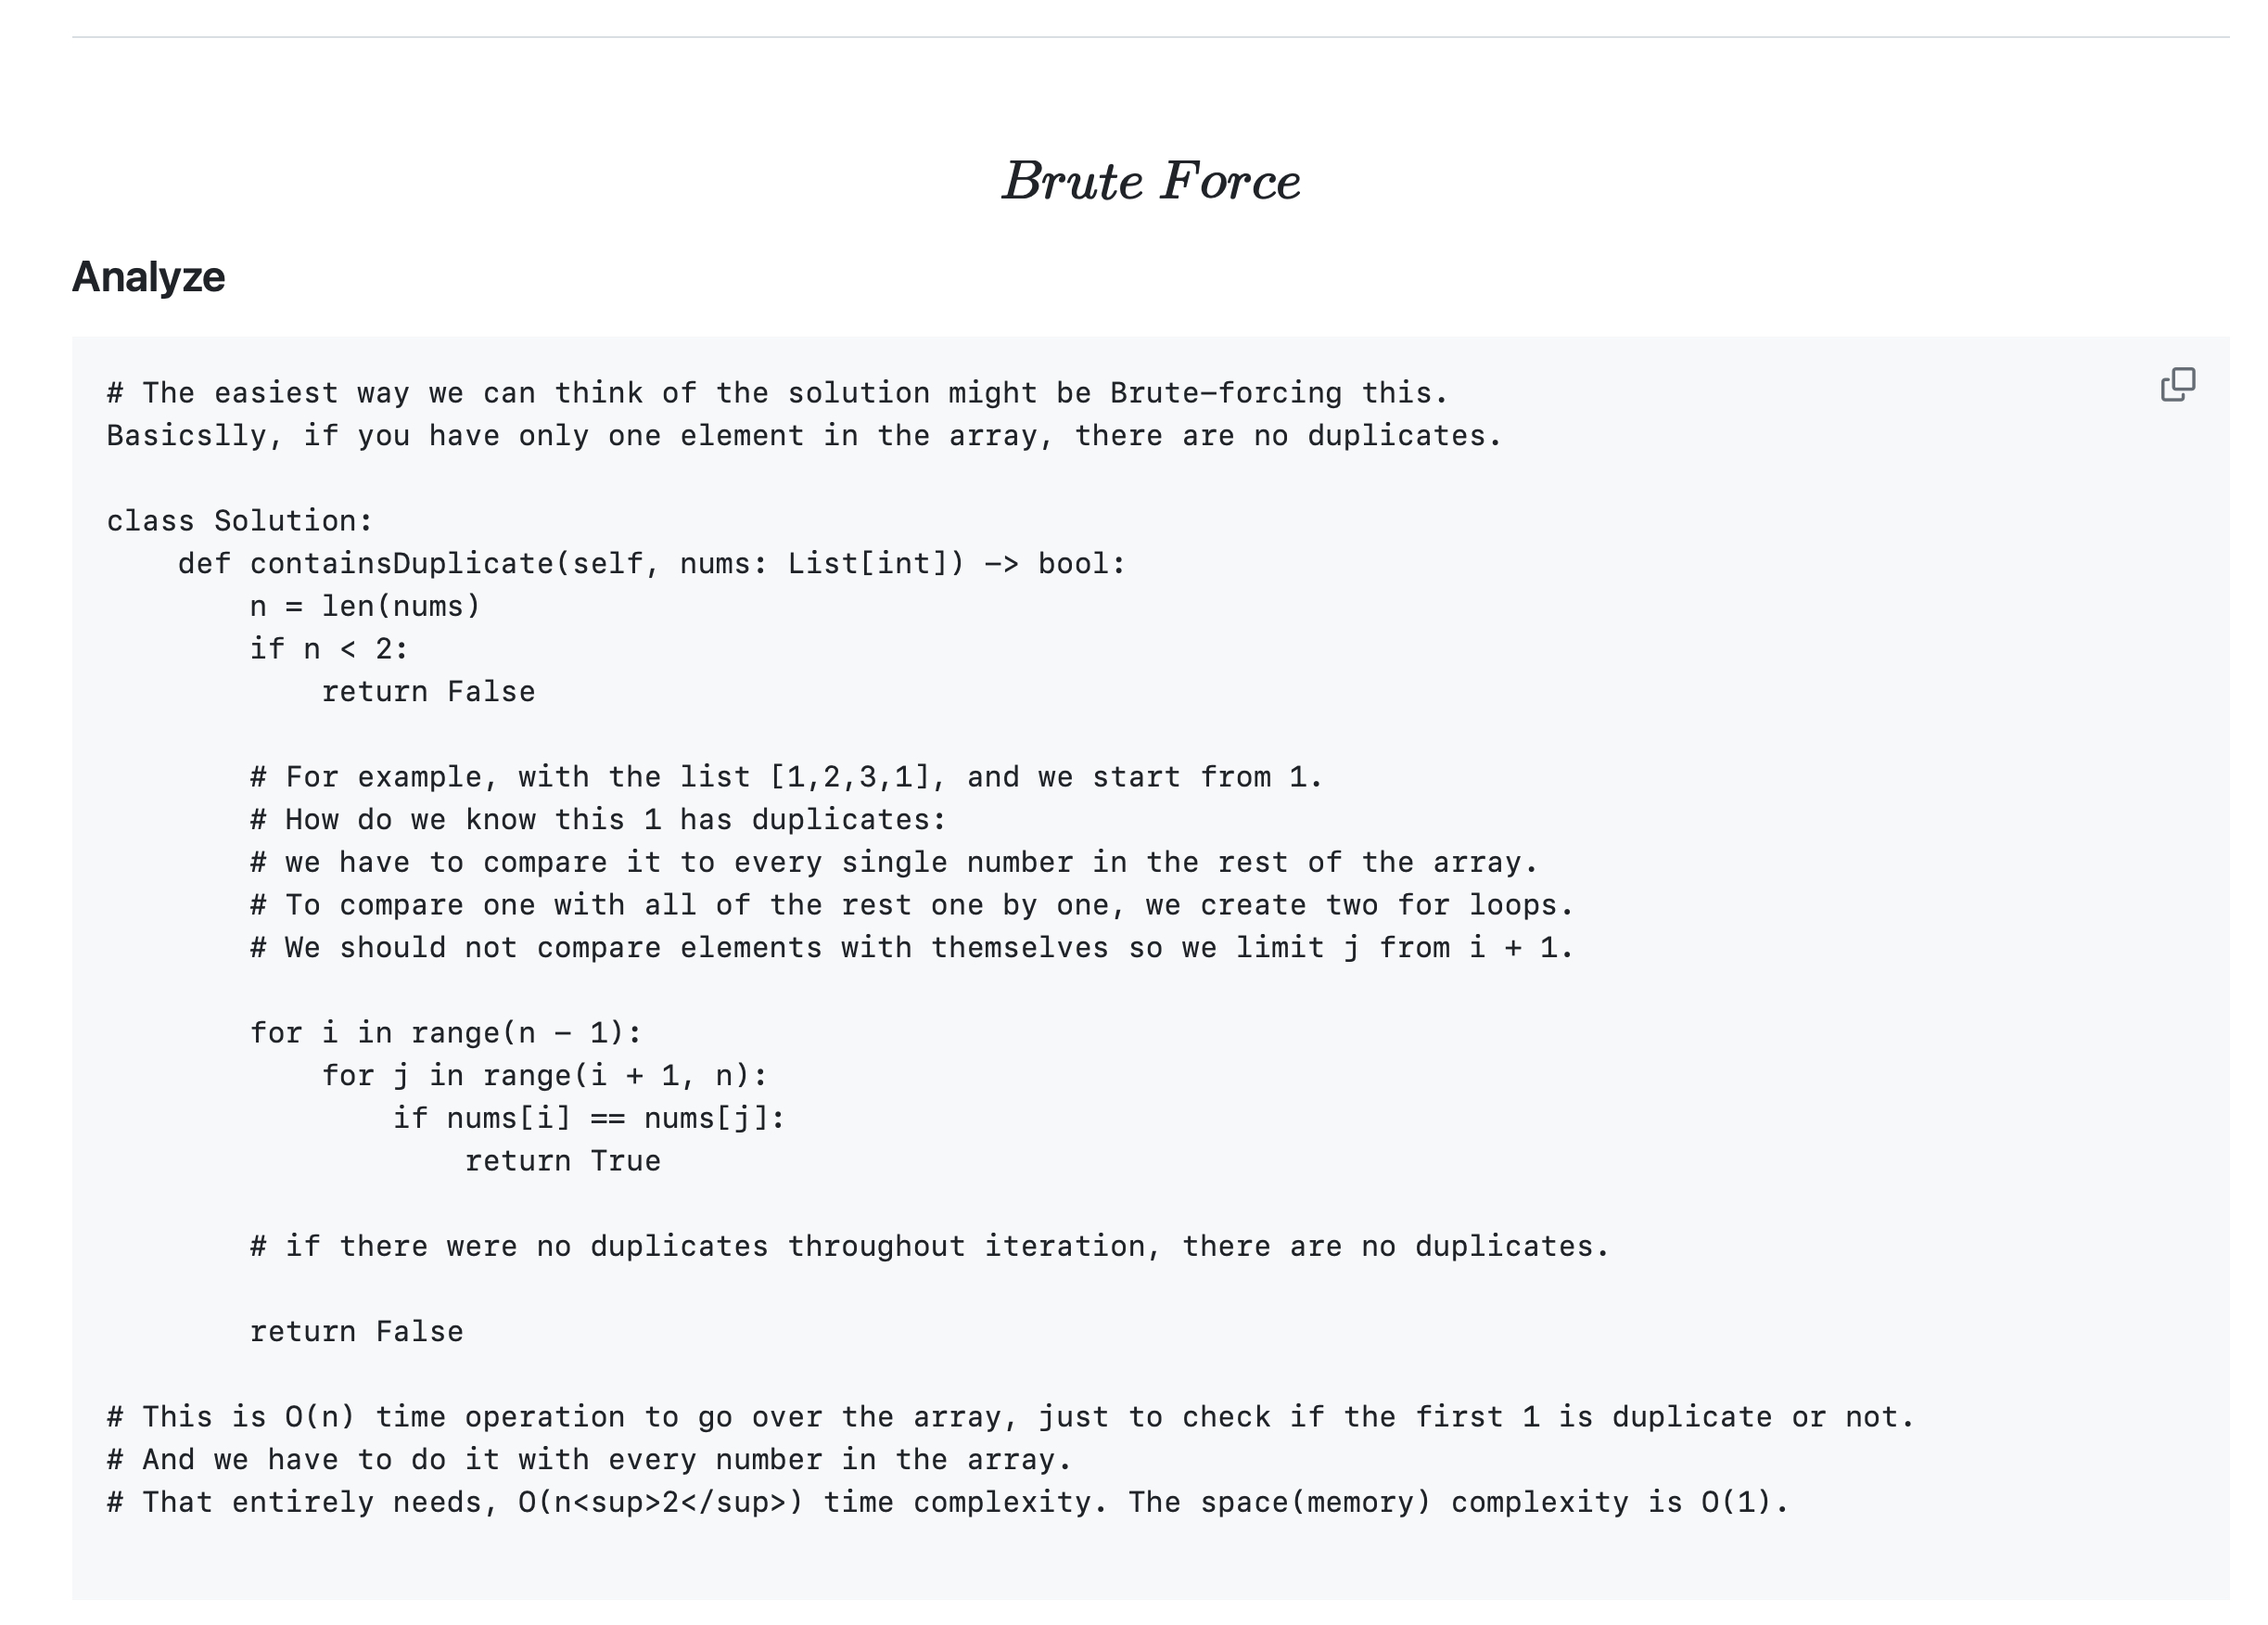 Brute Force
Analyze
# The easiest way we can think of the solution might be Brute-forcing this.
Basicslly, if you have only one element in the array, there are no duplicates.

class Solution:
    def containsDuplicate(self, nums: List[int]) -> bool:
        n = len(nums)
        if n < 2:
            return False

        # For example, with the list [1,2,3,1], and we start from 1.
        # How do we know this 1 has duplicates:
        # we have to compare it to every single number in the rest of the array.
        # To compare one with all of the rest one by one, we create two for loops.
        # We should not compare elements with themselves so we limit j from i + 1.

        for i in range(n - 1):
            for j in range(i + 1, n):
                if nums[i] == nums[j]:
                    return True

        # if there were no duplicates throughout iteration, there are no duplicates.

        return False

# This is O(n) time operation to go over the array, just to check if the first 1 is duplicate or not.
# And we have to do it with every number in the array.
# That entirely needs, O(n<sup>2</sup>) time complexity. The space(memory) complexity is O(1).